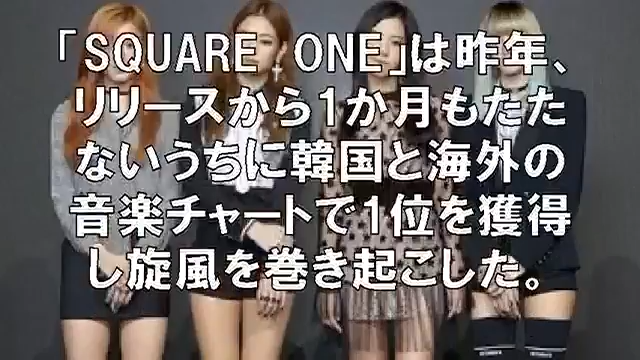 「SQUARE ONE」は昨年、
リリースから1か月もたた
ないうちに韓国と海外の
音楽チャートで1位を獲得
し旋風を巻き起こした。